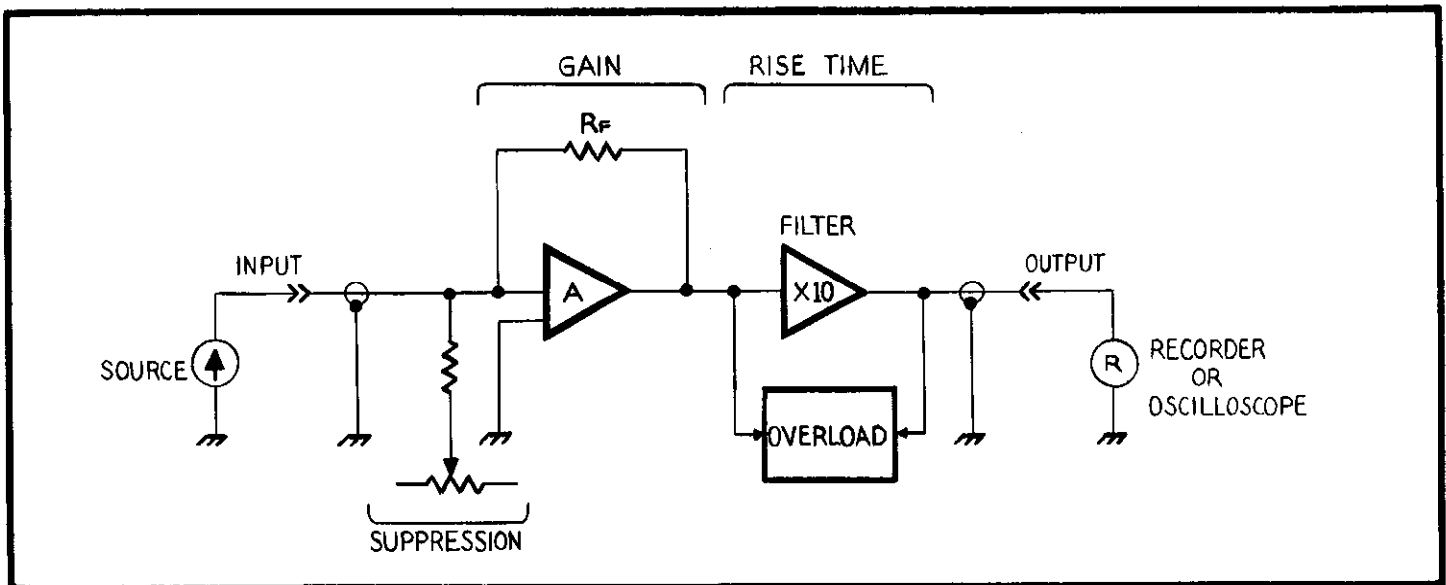 GAIN
RISE TIME
RF
FILTER
INPUT
OUTPUT
A
X10
SOURCE
R
RECORDER
OR
OSCILLOSCOPE
OVERLOAD
SUPPRESSION